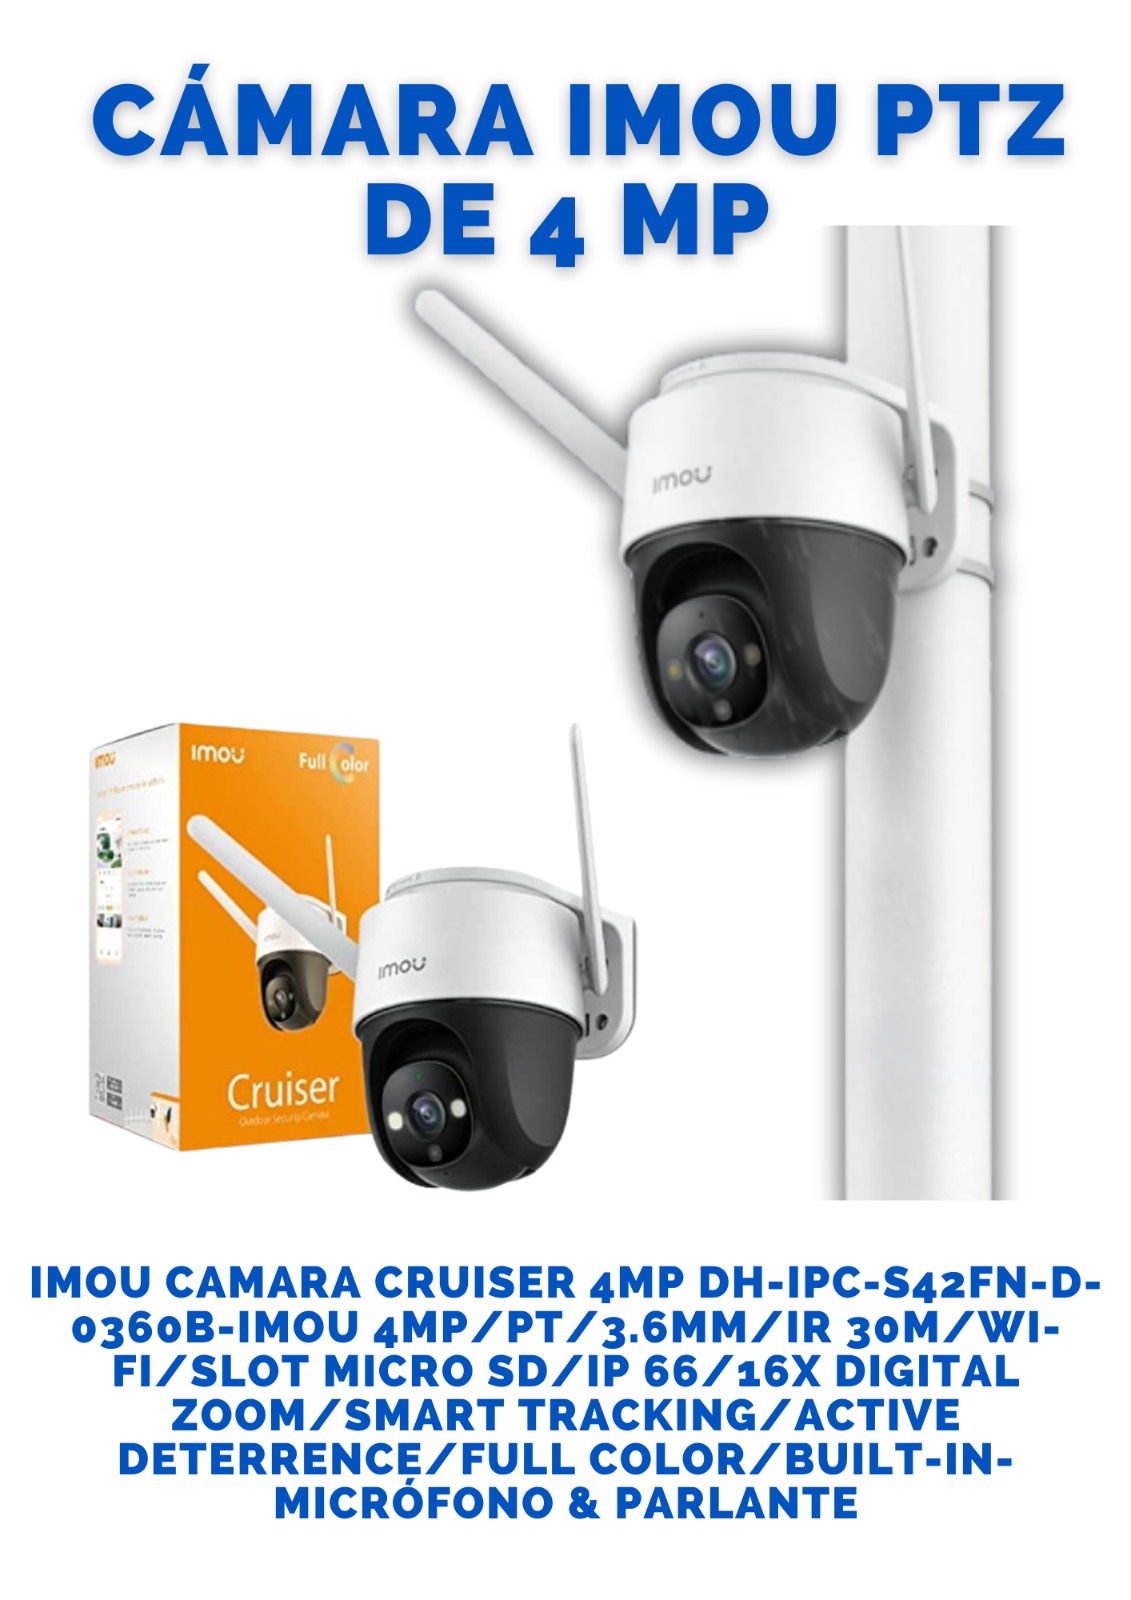 CÁMARA IMOU PTZ
DE 4 MP
imou
imou
imou
Full Color
imou
Cruiser
Outdoor Security Camera
IMOU CAMARA CRUISER 4MP DH-IPC-S42FN-D-
0360B-IMOU 4MP/PT/3.6MM/IR 30M/WI-
FI/SLOT MICRO SD/IP 66/16X DIGITAL
ZOOM/SMART TRACKING/ACTIVE
DETERRENCE/FULL COLOR/BUILT-IN-
MICRÓFONO & PARLANTE